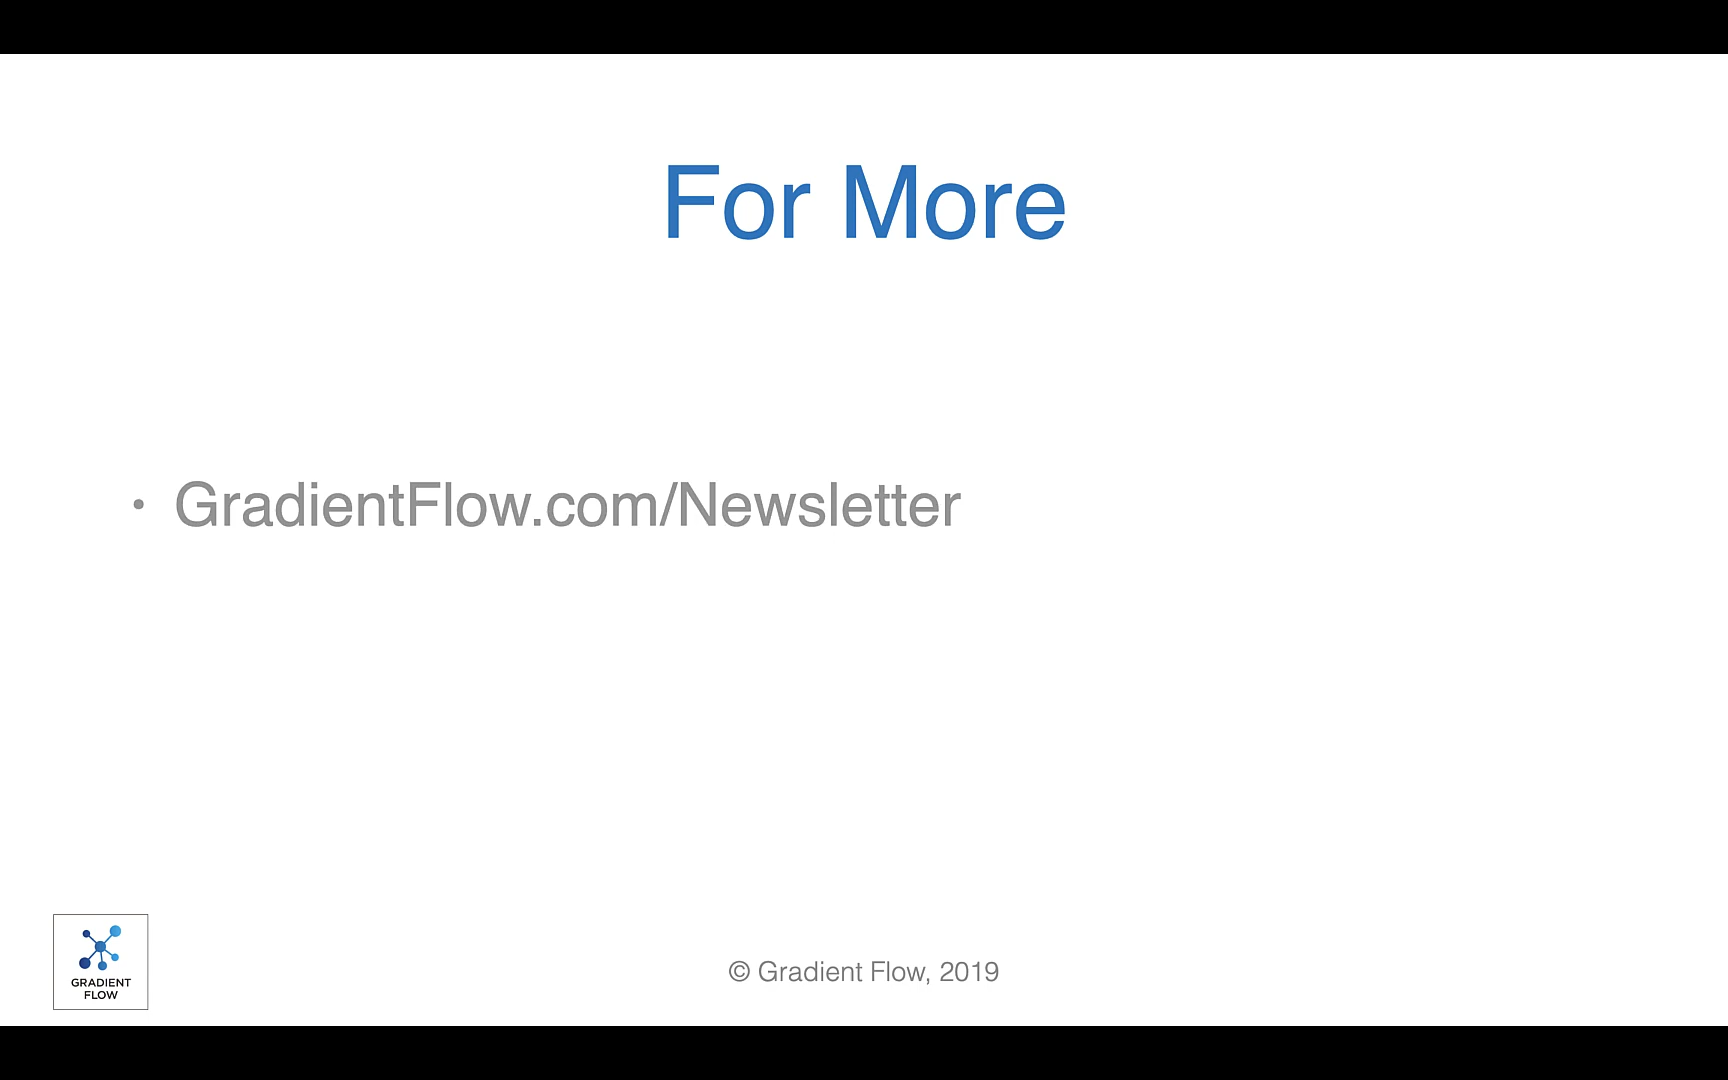 For More
• GradientFlow.com/Newsletter
GRADIENT
FLOW
© Gradient Flow, 2019